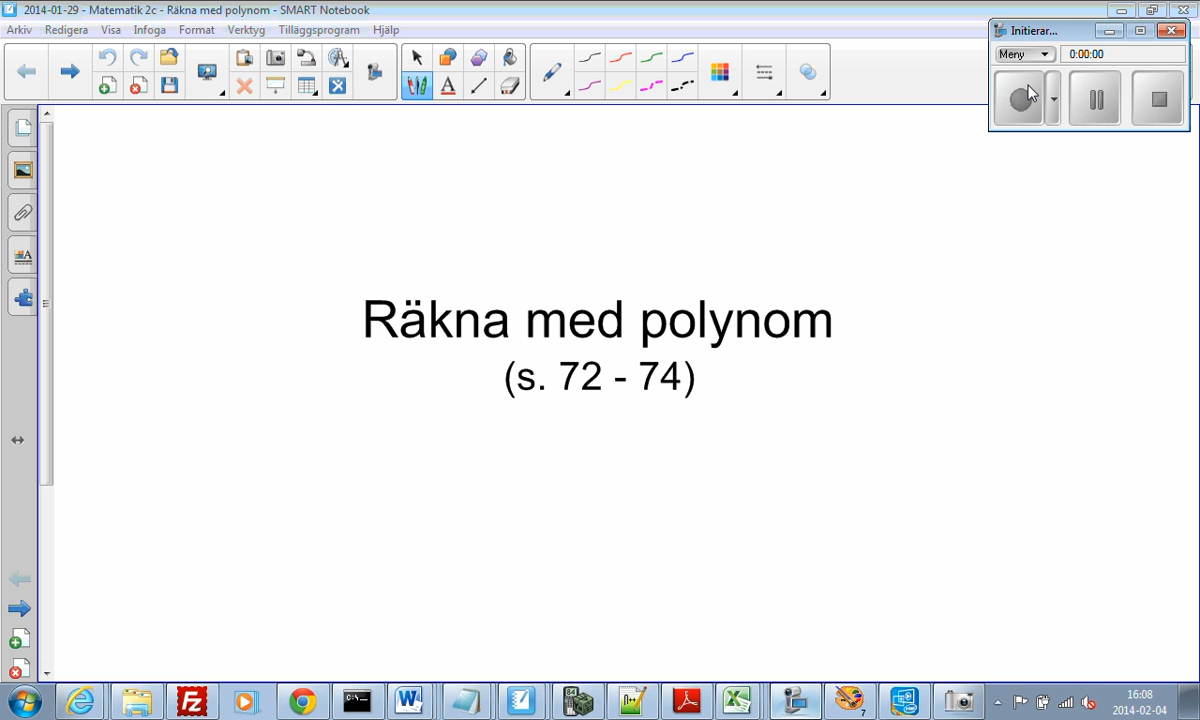 2014-01-29 - Matematik 2c - Räkna med polynom - SMART Notebook
Arkiv Redigera Visa Infoga Format Verktyg Tilläggsprogram Hjälp
Initierar...
Meny 0:00:00
Räkna med polynom
(s. 72 - 74)
16:08
2014-02-04